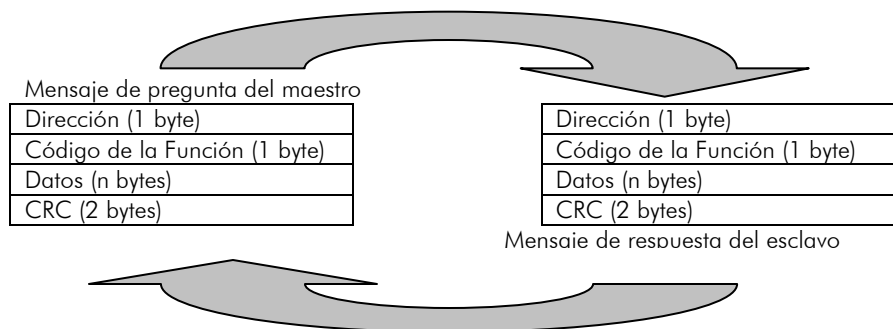 Mensaje de pregunta del maestro
Dirección (1 byte)
Código de la Función (1 byte)
Datos (n bytes)
CRC (2 bytes)
Dirección (1 byte)
Código de la Función (1 byte)
Datos (n bytes)
CRC (2 bytes)
Mensaje de respuesta del esclavo